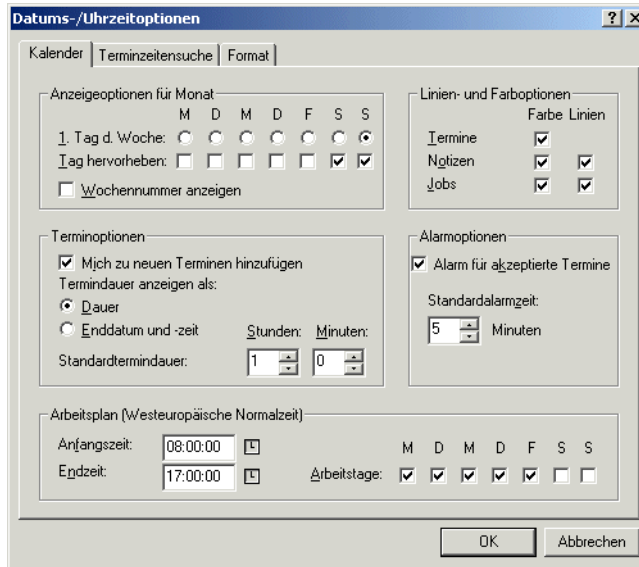 Datums-/Uhrzeitoptionen
Kalender Terminzeitensuche Format
Anzeigeoptionen für Monat
M D M D F S S
1. Tag d. Woche:
Tag hervorheben:
Wochennummer anzeigen
Linien- und Farboptionen
Farbe Linien
Termine
Notizen
Jobs
Terminoptionen
Mich zu neuen Terminen hinzufügen
Termindauer anzeigen als:
Dauer
Enddatum und -zeit Stunden: Minuten:
Standardtermindauer: 1 0
Alarmoptionen
Alarm für akzeptierte Termine
Standardalarmzeit:
5 Minuten
Arbeitsplan (Westeuropäische Normalzeit)
Anfangszeit: 08:00:00
Endzeit: 17:00:00
M D M D F S S
Arbeitstage:
OK Abbrechen